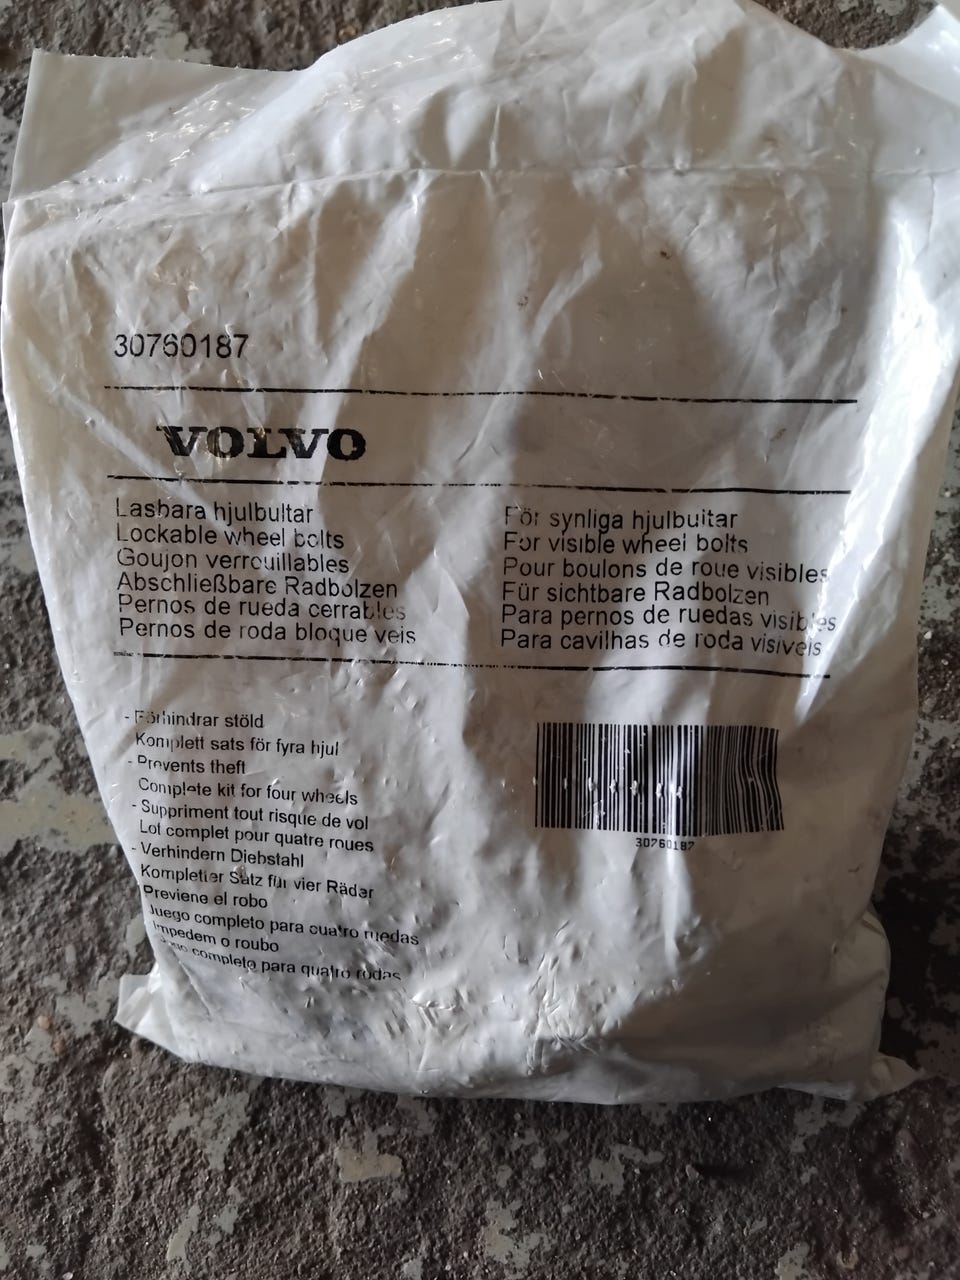 30760187
VOLVO
Lasbara hjulbultar
Lockable wheel bolts
Goujon verrouillables
Abschließbare Radbolzen
Pernos de rueda cerrables
Pernos de roda bloque veis
För synliga hjulbultar
For visible wheel bolts
Pour boulons de roue visibles
Für sichtbare Radbolzen
Para pernos de ruedas visibles
Para cavilhas de roda visíveis
- Förhindrar stöld
Komplett sats för fyra hjul
- Prevents theft
Complete kit for four wheels
- Suppriment tout risque de vol
Lot complet pour quatre roues
- Verhindern Diebstahl
Kompletter Satz für vier Räder
Previene el robo
Juego completo para cuatro ruedas
Impedem o roubo
completo para quatro rodas
30760187